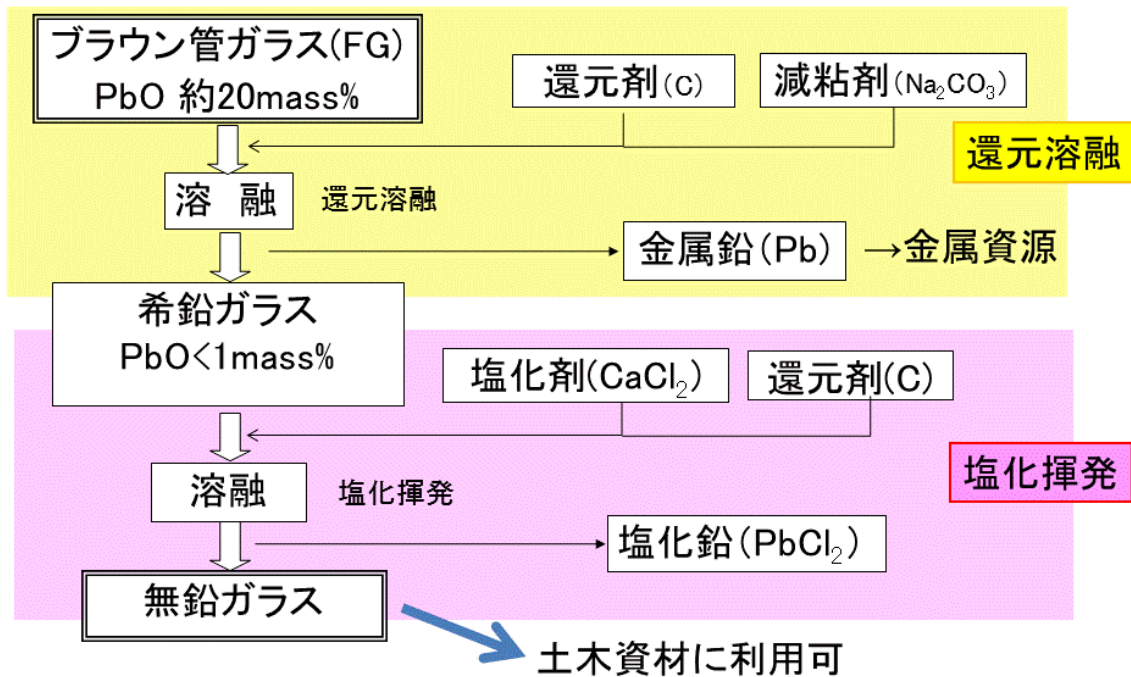 ブラウン管ガラス(FG)
PbO 約20mass%
還元剤(C)
減粘剤(Na₂CO₃)
還元溶融
溶 融
還元溶融
金属鉛(Pb)
→金属資源
希鉛ガラス
PbO<1mass%
塩化剤(CaCl₂)
還元剤(C)
塩化揮発
溶融
塩化揮発
塩化鉛(PbCl₂)
無鉛ガラス
土木資材に利用可